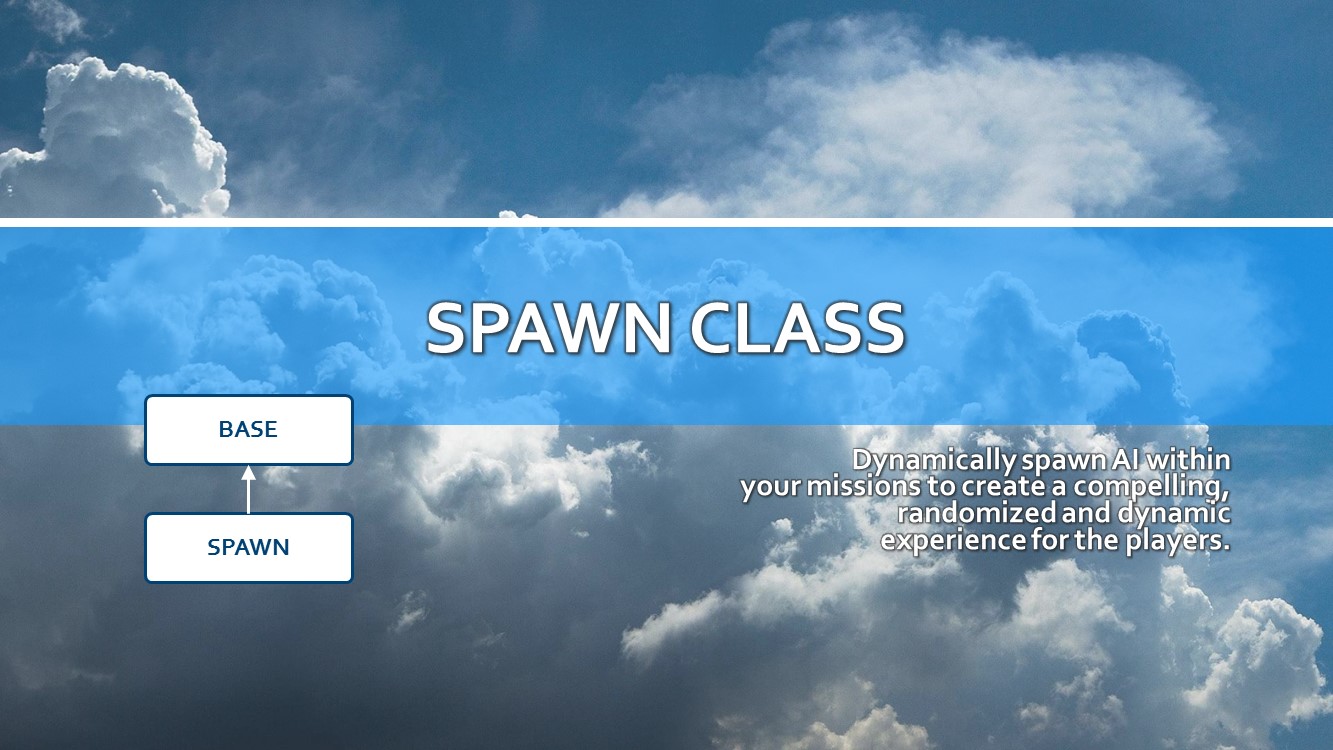 SPAWN CLASS
BASE
SPAWN
Dynamically spawn AI within
your missions to create a compelling,
randomized and dynamic
experience for the players.